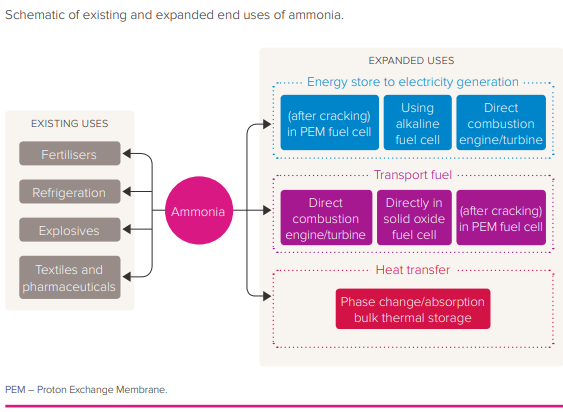 Schematic of existing and expanded end uses of ammonia.
EXISTING USES
Fertilisers
Refrigeration
Explosives
Textiles and
pharmaceuticals
Ammonia
EXPANDED USES
Energy store to electricity generation
(after cracking)
in PEM fuel cell
Using
alkaline
fuel cell
Direct
combustion
engine/turbine
Transport fuel
Direct
combustion
engine/turbine
Directly in
solid oxide
fuel cell
(after cracking)
in PEM fuel cell
Heat transfer
Phase change/absorption
bulk thermal storage
PEM – Proton Exchange Membrane.